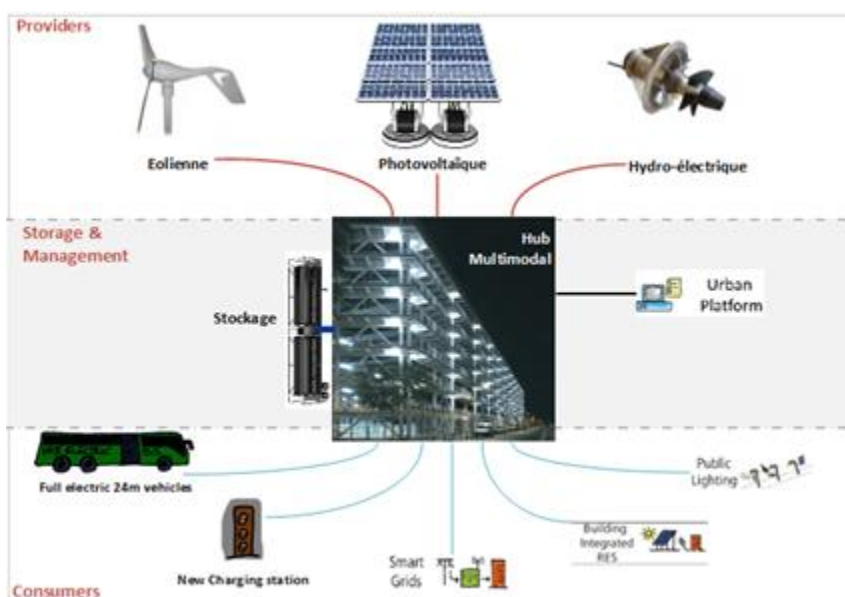 Providers
Eolienne
Photovoltaïque
Hydro-électrique
Storage &
Management
Hub
Multimodal
Stockage
Urban
Platform
Full electric 24m vehicles
New Charging station
Smart
Grids
Building
Integrated
RES
Public
Lighting
Consumers